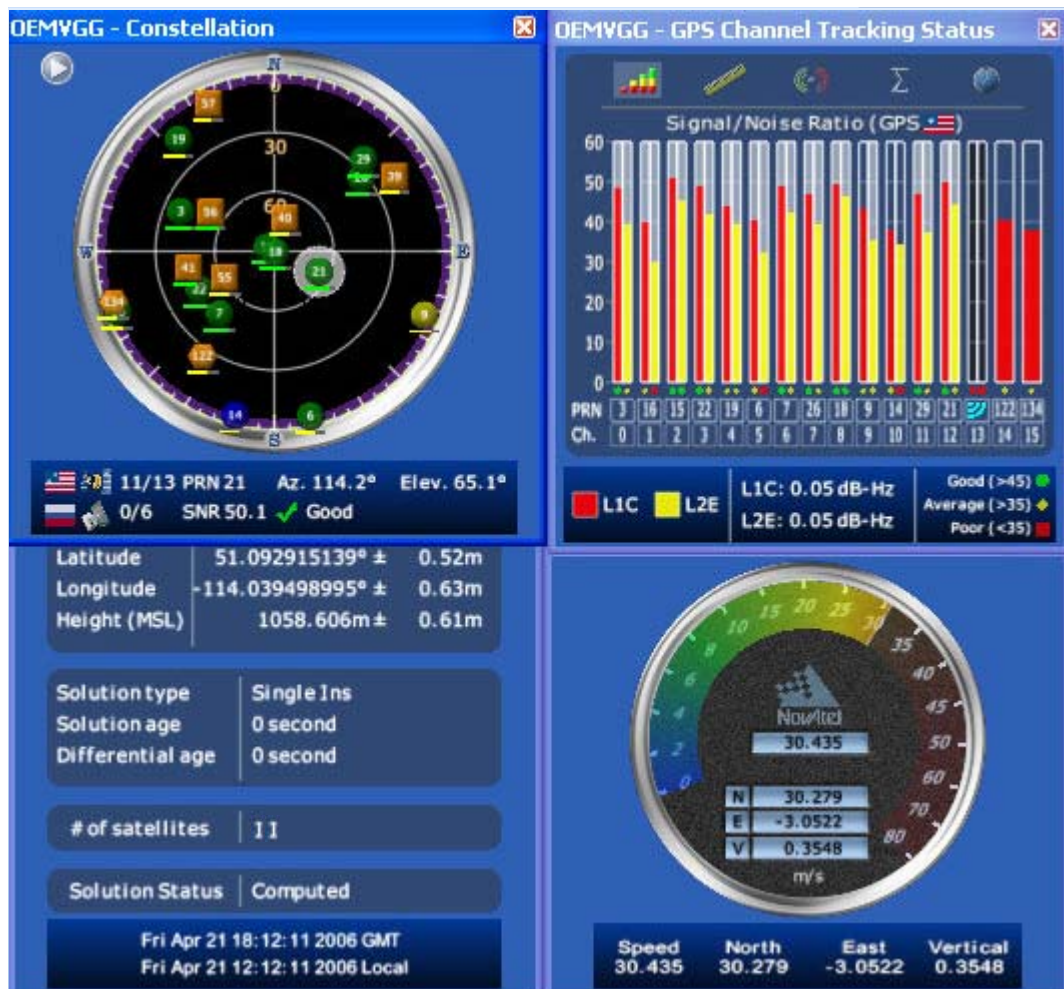 OEMVGG - Constellation
N
0
57
19
30
29
39
3
56
60
40
18
W
E
41
55
21
22
134
7
9
122
14
6
S
11/13 PRN 21 Az. 114.2° Elev. 65.1°
0/6 SNR 50.1 Good
OEMVGG - GPS Channel Tracking Status
Σ
Signal/Noise Ratio (GPS )
60
50
40
30
20
10
0
PRN 3 16 15 22 19 6 7 26 18 9 14 29 21 122 134
Ch. 0 1 2 3 4 5 6 7 8 9 10 11 12 13 14 15
L1C L2E
L1C: 0.05 dB-Hz
L2E: 0.05 dB-Hz
Good (>45)
Average (>35)
Poor (<35)
Latitude 51.092915139° ± 0.52m
Longitude -114.039498995° ± 0.63m
Height (MSL) 1058.606m ± 0.61m
Solution type Single Ins
Solution age 0 second
Differential age 0 second
# of satellites 11
Solution Status Computed
Fri Apr 21 18:12:11 2006 GMT
Fri Apr 21 12:12:11 2006 Local
0 2 4 6 8 10 15 20 25 30 35 40 45 50 60 70 80
NovAtel
30.435
N 30.279
E -3.0522
V 0.3548
m/s
Speed North East Vertical
30.435 30.279 -3.0522 0.3548